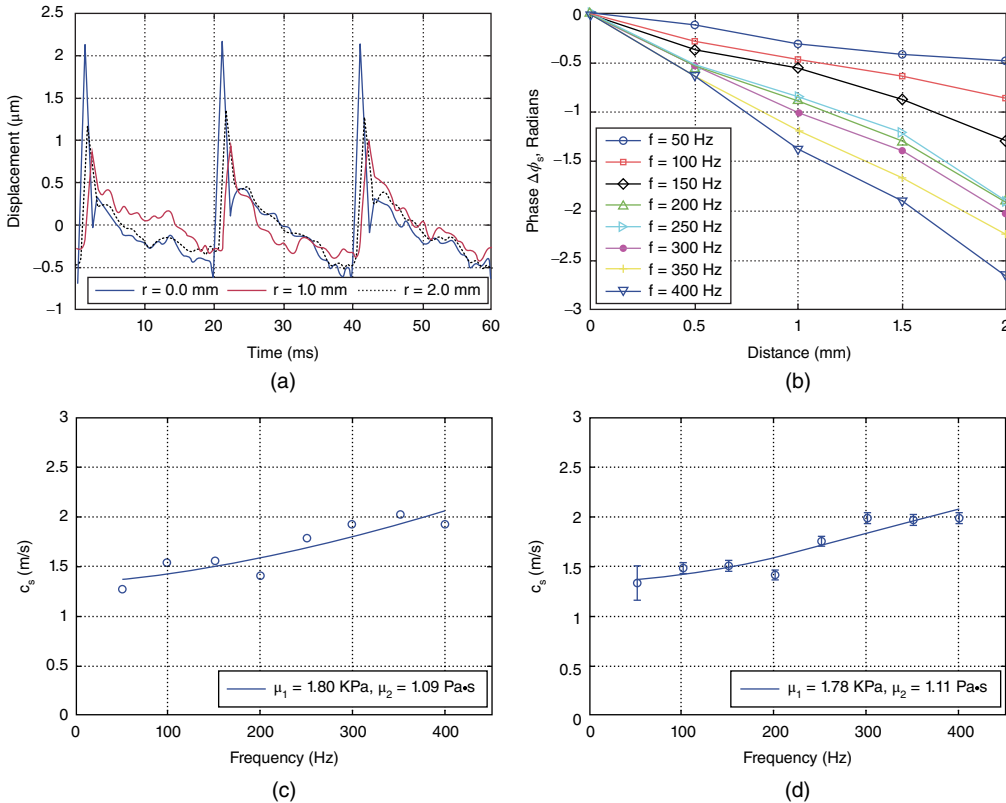 2.5
2
1.5
1
0.5
0
−0.5
−1
Displacement (μm)
r = 0.0 mm
r = 1.0 mm
r = 2.0 mm
10 20 30 40 50 60
Time (ms)
(a)
0
−0.5
−1
−1.5
−2
−2.5
−3
Phase Δϕs, Radians
f = 50 Hz
f = 100 Hz
f = 150 Hz
f = 200 Hz
f = 250 Hz
f = 300 Hz
f = 350 Hz
f = 400 Hz
0 0.5 1 1.5 2
Distance (mm)
(b)
3
2.5
2
1.5
1
0.5
0
cs (m/s)
μ1 = 1.80 KPa, μ2 = 1.09 Pa•s
0 100 200 300 400
Frequency (Hz)
(c)
3
2.5
2
1.5
1
0.5
0
cs (m/s)
μ1 = 1.78 KPa, μ2 = 1.11 Pa•s
0 100 200 300 400
Frequency (Hz)
(d)